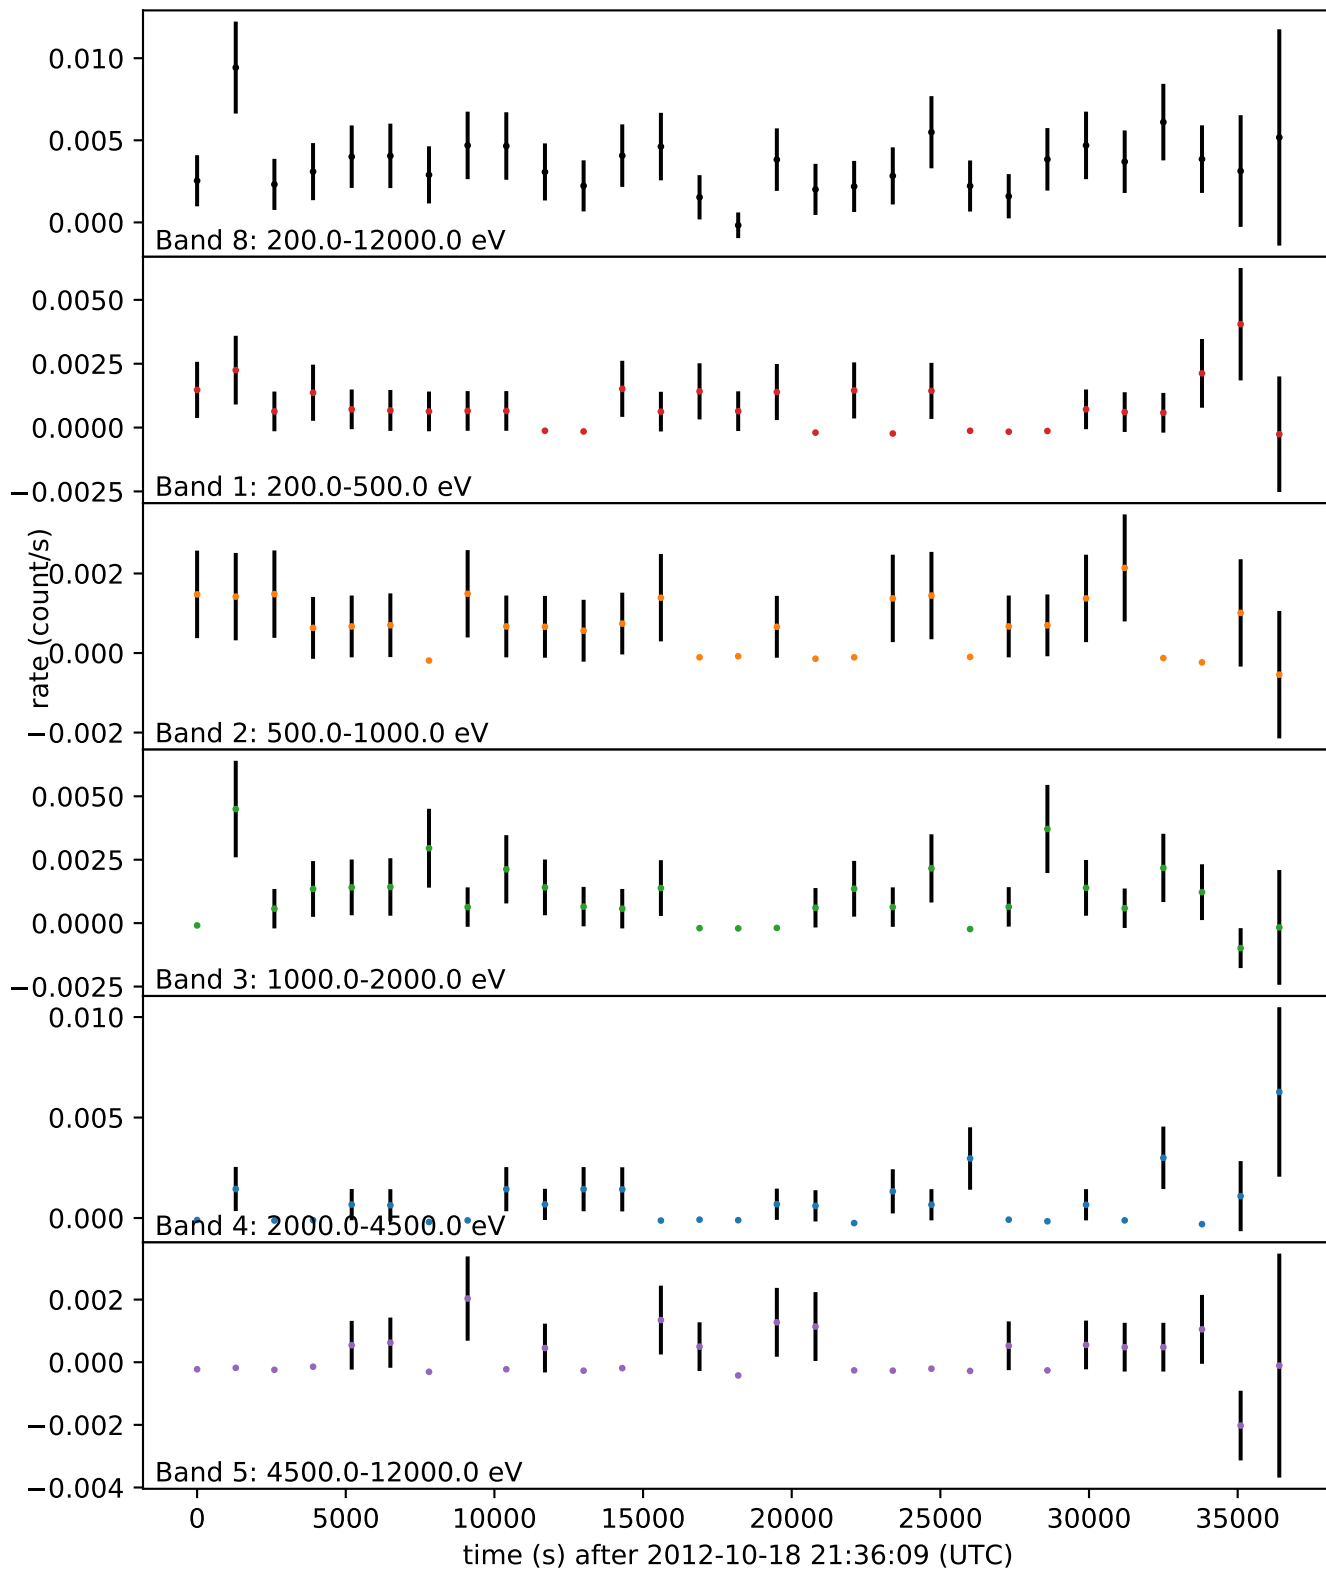 0.010
0.005
0.000
Band 8: 200.0-12000.0 eV
0.0050
0.0025
0.0000
−0.0025
Band 1: 200.0-500.0 eV
rate (count/s)
0.002
0.000
−0.002
Band 2: 500.0-1000.0 eV
0.0050
0.0025
0.0000
−0.0025
Band 3: 1000.0-2000.0 eV
0.010
0.005
0.000
Band 4: 2000.0-4500.0 eV
0.002
0.000
−0.002
−0.004
Band 5: 4500.0-12000.0 eV
0 5000 10000 15000 20000 25000 30000 35000
time (s) after 2012-10-18 21:36:09 (UTC)